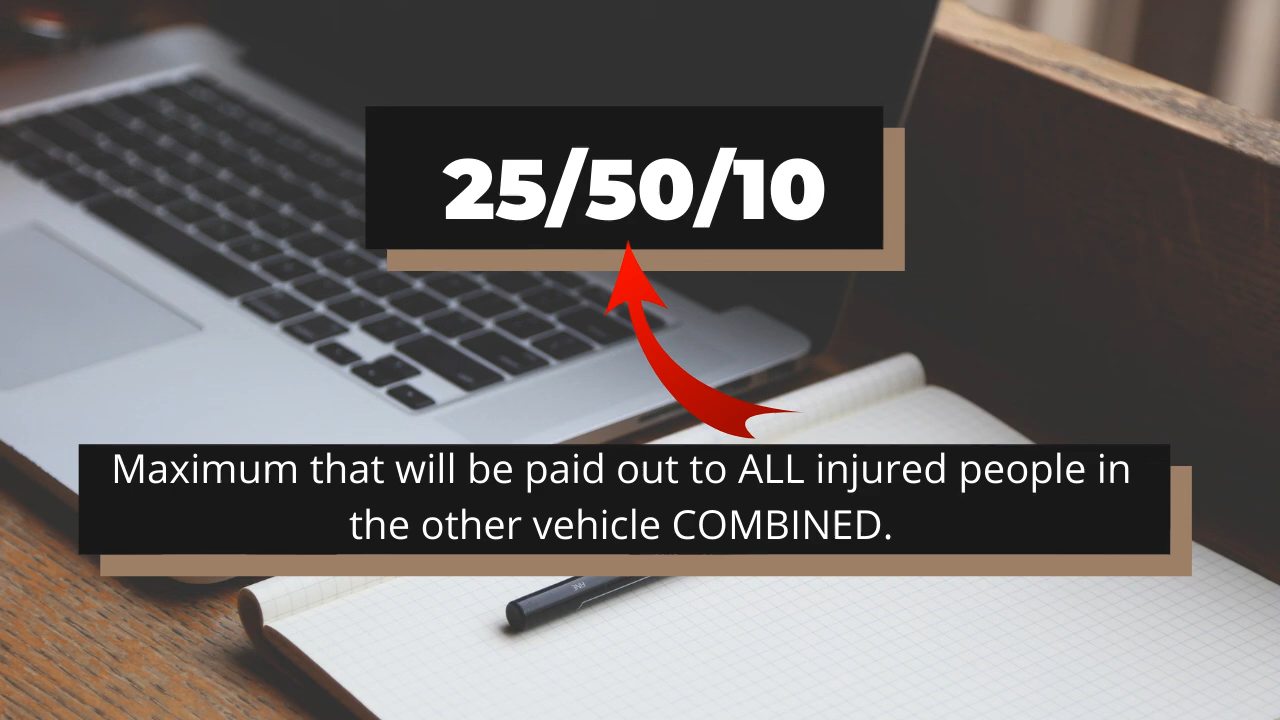 25/50/10
Maximum that will be paid out to ALL injured people in
the other vehicle COMBINED.